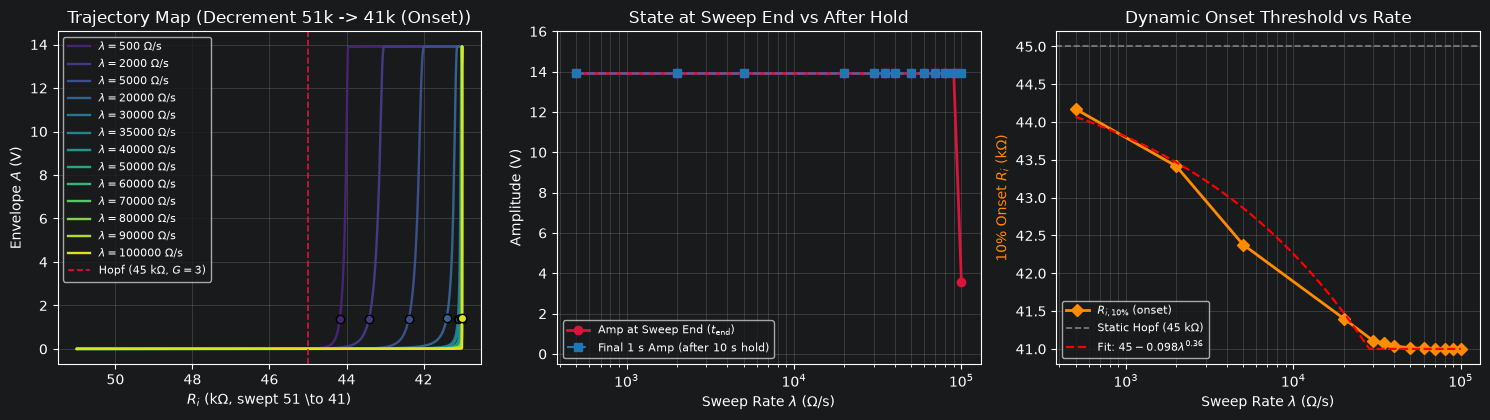 Trajectory Map (Decrement 51k -> 41k (Onset))
Envelope A (V)
14
12
10
8
6
4
2
0
λ = 500 Ω/s
λ = 2000 Ω/s
λ = 5000 Ω/s
λ = 20000 Ω/s
λ = 30000 Ω/s
λ = 35000 Ω/s
λ = 40000 Ω/s
λ = 50000 Ω/s
λ = 60000 Ω/s
λ = 70000 Ω/s
λ = 80000 Ω/s
λ = 90000 Ω/s
λ = 100000 Ω/s
Hopf (45 kΩ, G = 3)
50 48 46 44 42
Rᵢ (kΩ, swept 51 \to 41)
State at Sweep End vs After Hold
Amplitude (V)
16
14
12
10
8
6
4
2
0
Amp at Sweep End (t_end)
Final 1 s Amp (after 10 s hold)
10³ 10⁴ 10⁵
Sweep Rate λ (Ω/s)
Dynamic Onset Threshold vs Rate
10% Onset Rᵢ (kΩ)
45.0
44.5
44.0
43.5
43.0
42.5
42.0
41.5
41.0
R_{i,10%} (onset)
Static Hopf (45 kΩ)
Fit: 45 − 0.098λ^{0.36}
10³ 10⁴ 10⁵
Sweep Rate λ (Ω/s)